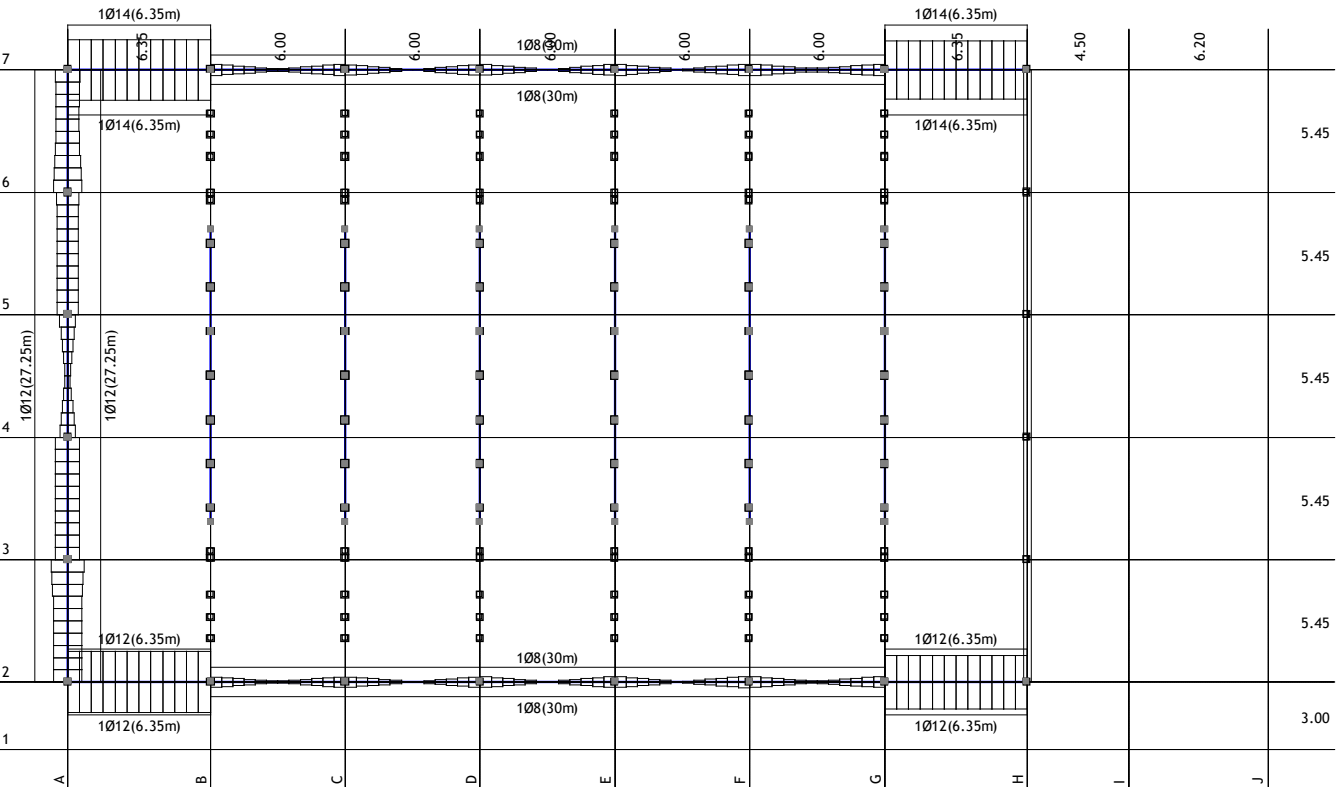 1Ø14(6.35m)
1Ø14(6.35m)
6.35
6.00
6.00
1Ø8(30m)
6.00
6.00
6.00
6.35
4.50
6.20
7
1Ø8(30m)
1Ø14(6.35m)
1Ø14(6.35m)
5.45
6
5.45
5
1Ø12(27.25m)
1Ø12(27.25m)
5.45
4
5.45
3
5.45
1Ø12(6.35m)
1Ø12(6.35m)
1Ø8(30m)
2
1Ø8(30m)
1Ø12(6.35m)
1Ø12(6.35m)
3.00
1
A
B
C
D
E
F
G
H
I
J